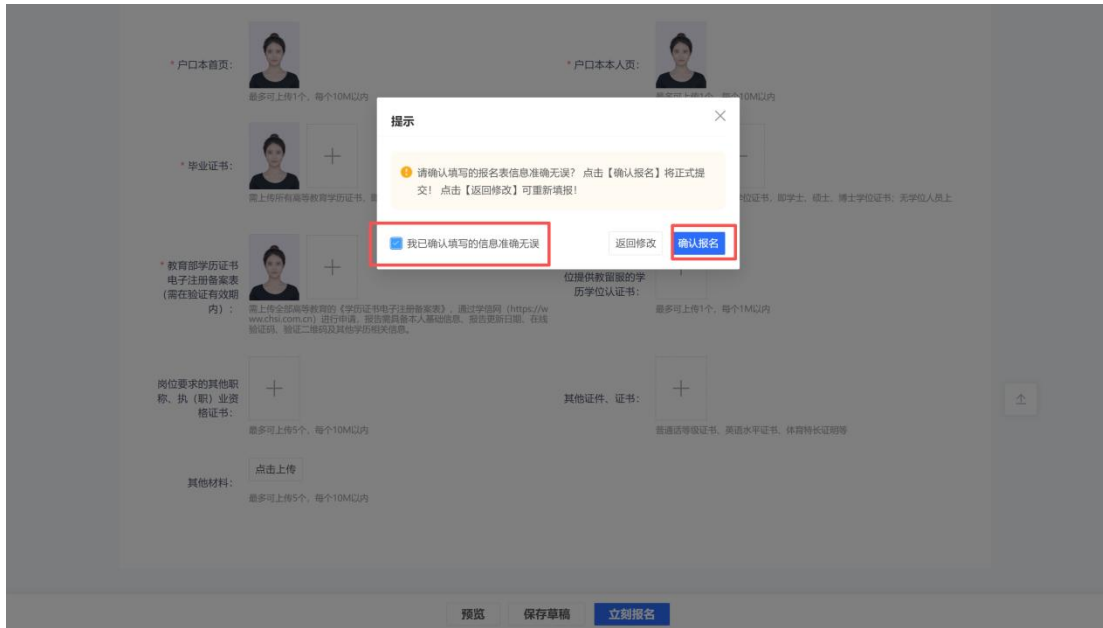 * 户口本首页:
* 户口本本人页:
最多可上传1个，每个10M以内
最多可上传1个，每个10M以内
提示
请确认填写的报名表信息准确无误？ 点击【确认报名】将正式提
交！ 点击【返回修改】可重新填报！
* 毕业证书:
需上传所有高等教育学历证书，
位证书，即学士、硕士、博士学位证书；无学位人员上
我已确认填写的信息准确无误
返回修改
确认报名
* 教育部学历证书
电子注册备案表
(需在验证有效期
内) :
位提供教留服的学
历学位认证书:
需上传全部高等教育的《学历证书电子注册备案表》，通过学信网（https://w
ww.chsi.com.cn）进行申请，报告需具备本人基础信息、报告更新日期、在线
验证码、验证二维码及其他学历相关信息。
最多可上传1个，每个1M以内
岗位要求的其他职
称、执（职）业资
格证书:
其他证件、证书:
最多可上传5个，每个10M以内
普通话等级证书、英语水平证书、体育特长证明等
其他材料:
点击上传
最多可上传5个，每个10M以内
预览
保存草稿
立刻报名